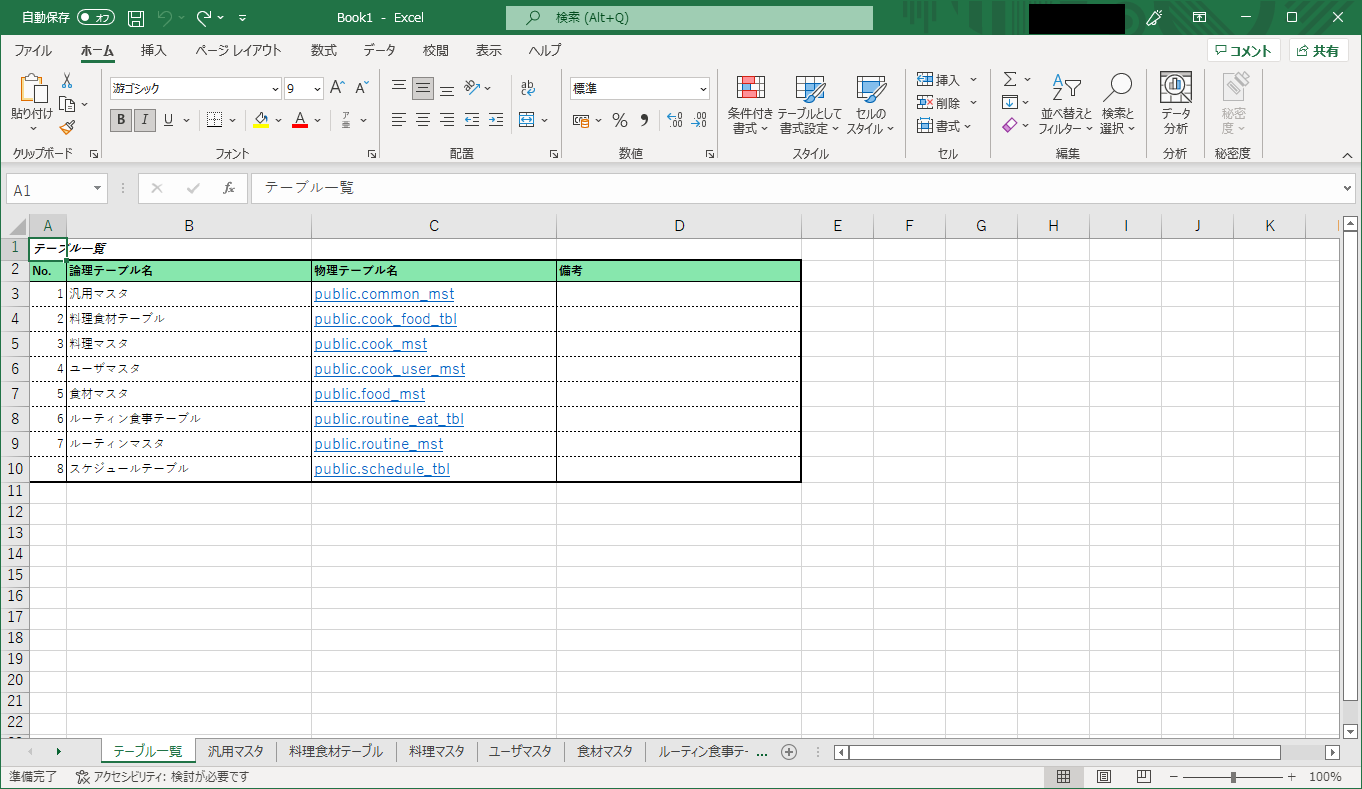 自動保存 オフ Book1 - Excel 検索 (Alt+Q)
ファイル ホーム 挿入 ページ レイアウト 数式 データ 校閲 表示 ヘルプ コメント 共有
貼り付け
クリップボード
游ゴシック 9 A A
B I U A ア亜
フォント
ab
配置
標準
% 9 .00 .0
数値
条件付き書式 テーブルとして書式設定 セルのスタイル
スタイル
挿入
削除
書式
セル
並べ替えとフィルター 検索と選択
編集
データ分析
分析
秘密度
秘密度
A1 fx テーブル一覧
A B C D E F G H I J K
1 テーブル一覧
2 No. 論理テーブル名 物理テーブル名 備考
3 1 汎用マスタ public.common_mst
4 2 料理食材テーブル public.cook_food_tbl
5 3 料理マスタ public.cook_mst
6 4 ユーザマスタ public.cook_user_mst
7 5 食材マスタ public.food_mst
8 6 ルーティン食事テーブル public.routine_eat_tbl
9 7 ルーティンマスタ public.routine_mst
10 8 スケジュールテーブル public.schedule_tbl
11
12
13
14
15
16
17
18
19
20
21
22
テーブル一覧 汎用マスタ 料理食材テーブル 料理マスタ ユーザマスタ 食材マスタ ルーティン食事テー ...
準備完了 アクセシビリティ: 検討が必要です 100%